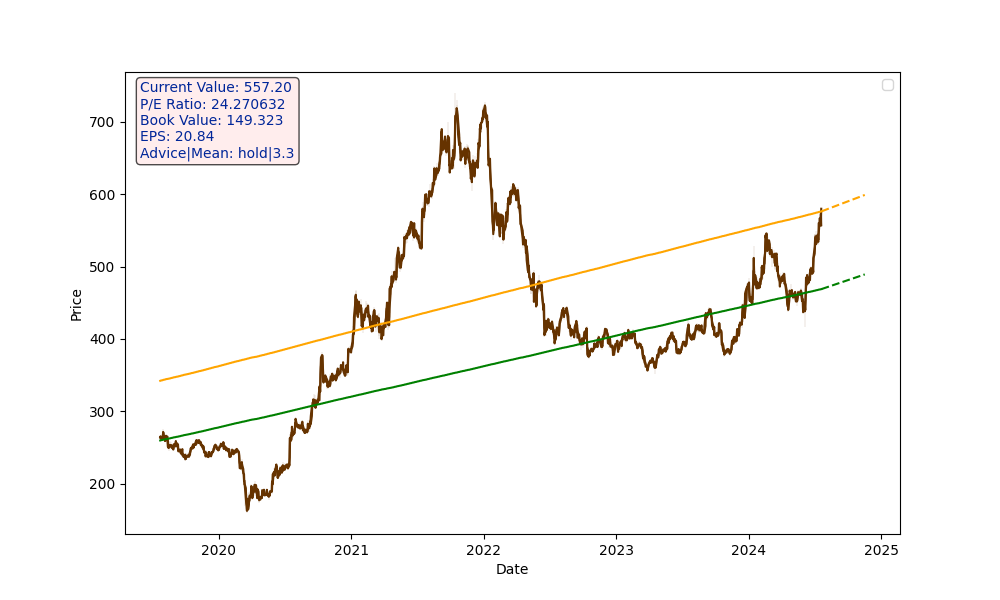 Current Value: 557.20
P/E Ratio: 24.270632
Book Value: 149.323
EPS: 20.84
Advice|Mean: hold|3.3
700
600
500
400
300
200
Price
2020 2021 2022 2023 2024 2025
Date